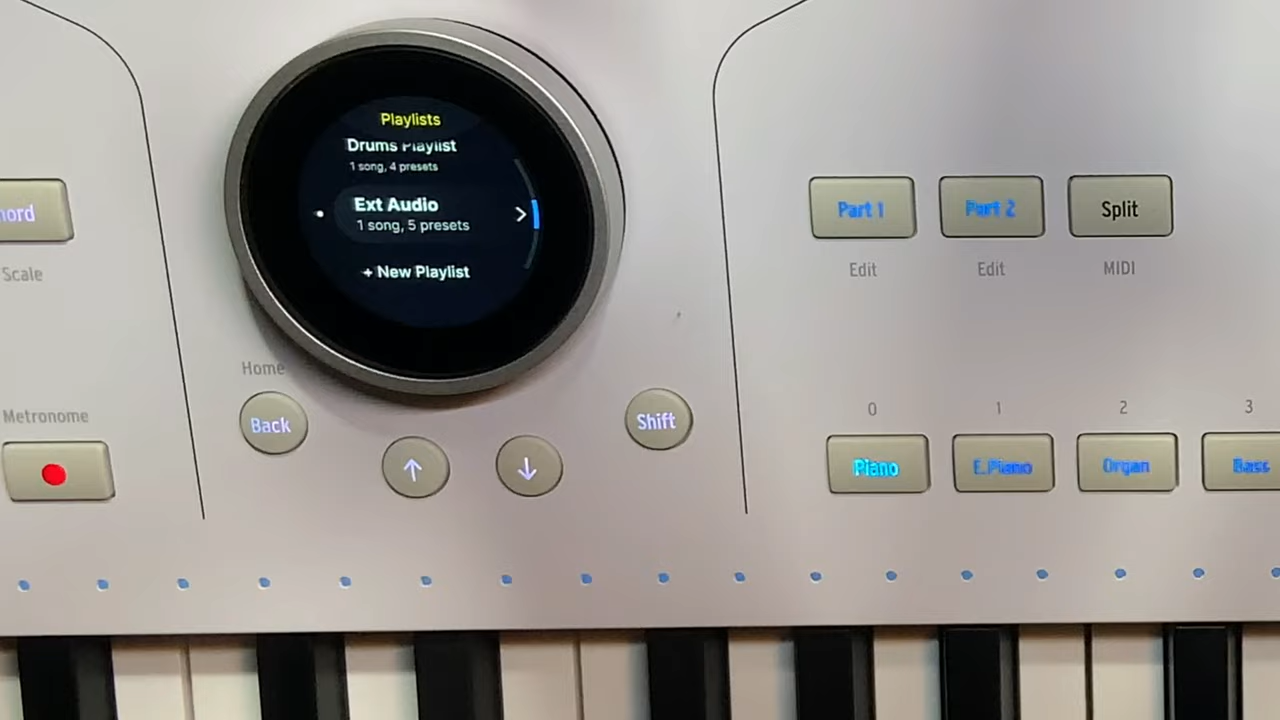 Playlists
Drums Playlist
1 song, 4 presets
Ext Audio
1 song, 5 presets
+ New Playlist
hord
Scale
Part 1
Part 2
Split
Edit
Edit
MIDI
Home
Metronome
Back
Shift
0
1
2
3
Piano
E.Piano
Organ
Bass